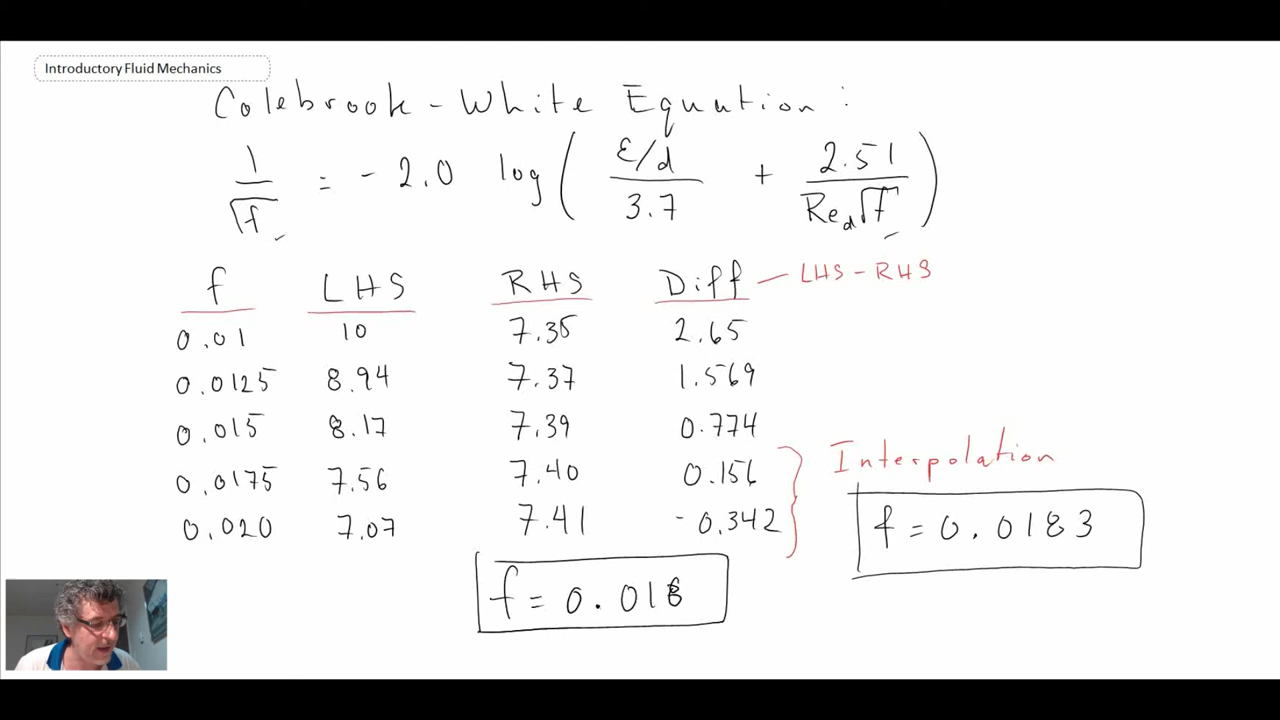 Introductory Fluid Mechanics
Colebrook - White Equation:
1/√f = - 2.0 log( (ε/d)/3.7 + 2.51/(Re_d√f) )
f LHS RHS Diff — LHS - RHS
0.01 10 7.35 2.65
0.0125 8.94 7.37 1.569
0.015 8.17 7.39 0.774
0.0175 7.56 7.40 0.156
Interpolation
0.020 7.07 7.41 -0.342
f = 0.0183
f = 0.018